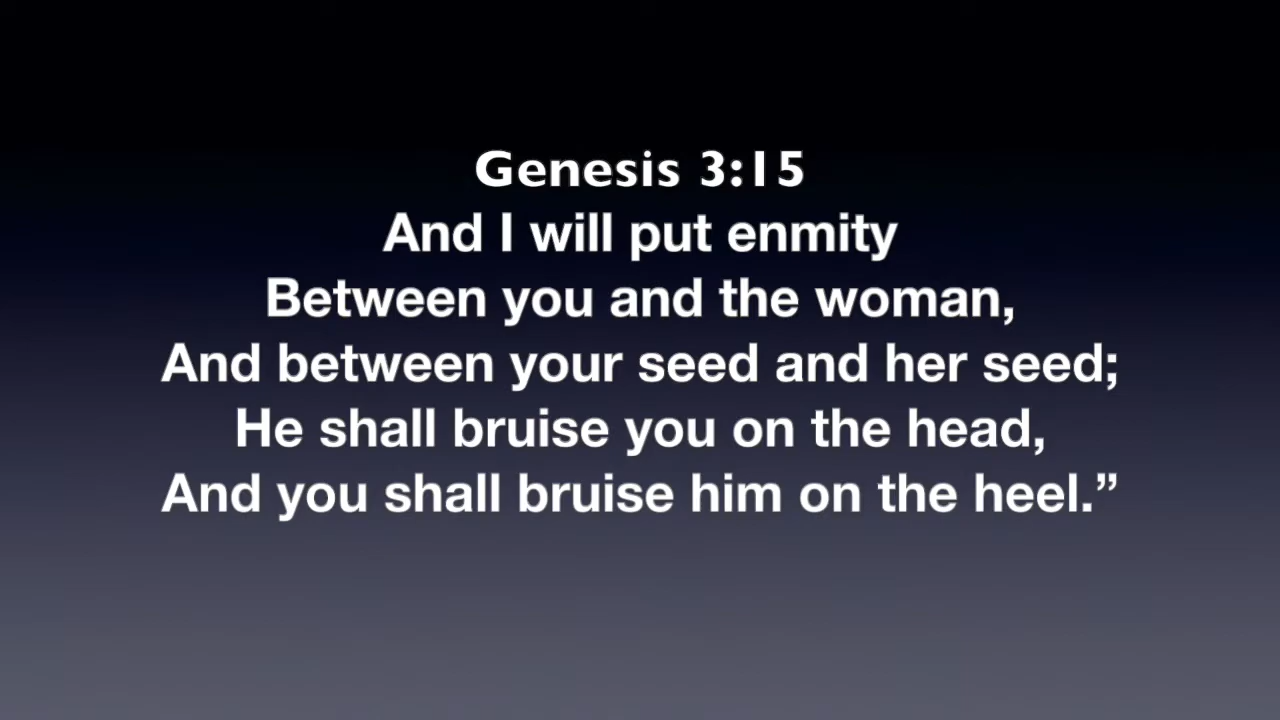 Genesis 3:15
And I will put enmity
Between you and the woman,
And between your seed and her seed;
He shall bruise you on the head,
And you shall bruise him on the heel.”